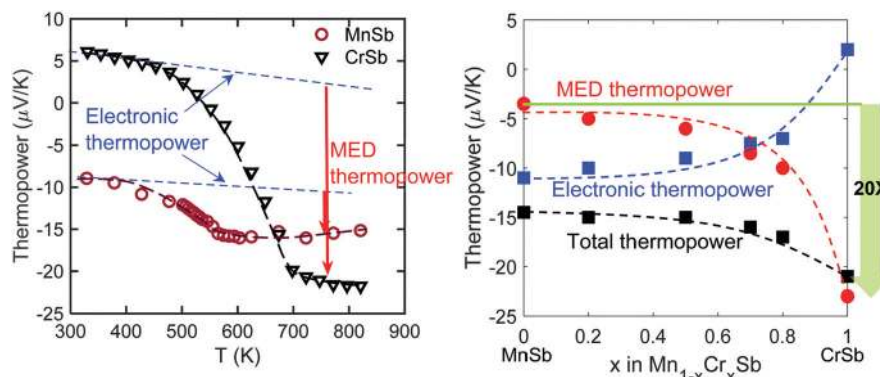 10
5
0
-5
-10
-15
-20
-25
Thermopower (μV/K)
MnSb
CrSb
Electronic
thermopower
MED
thermopower
300 400 500 600 700 800 900
T (K)
0
-5
-10
-15
-20
-25
Thermopower (μV/K)
MED thermopower
Electronic thermopower
Total thermopower
20X
0 0.2 0.4 0.6 0.8 1
MnSb CrSb
x in Mn1-xCrxSb